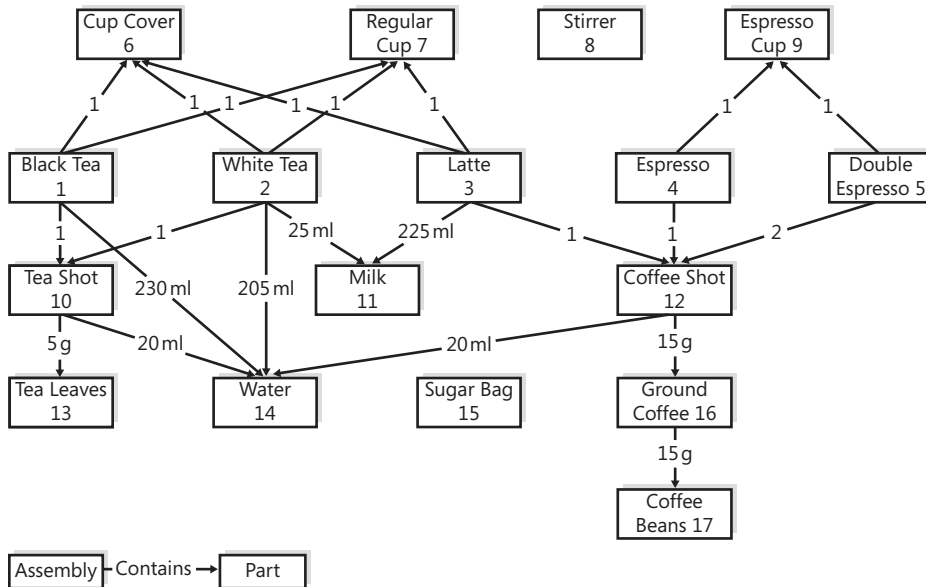 Cup Cover
6
Regular
Cup 7
Stirrer
8
Espresso
Cup 9
1
1
1
1
1
1
1
1
Black Tea
1
White Tea
2
Latte
3
Espresso
4
Double
Espresso 5
1
1
25 ml
225 ml
1
1
2
Tea Shot
10
230 ml
205 ml
Milk
11
Coffee Shot
12
5 g
20 ml
20 ml
15 g
Tea Leaves
13
Water
14
Sugar Bag
15
Ground
Coffee 16
15 g
Coffee
Beans 17
Assembly
Contains
Part